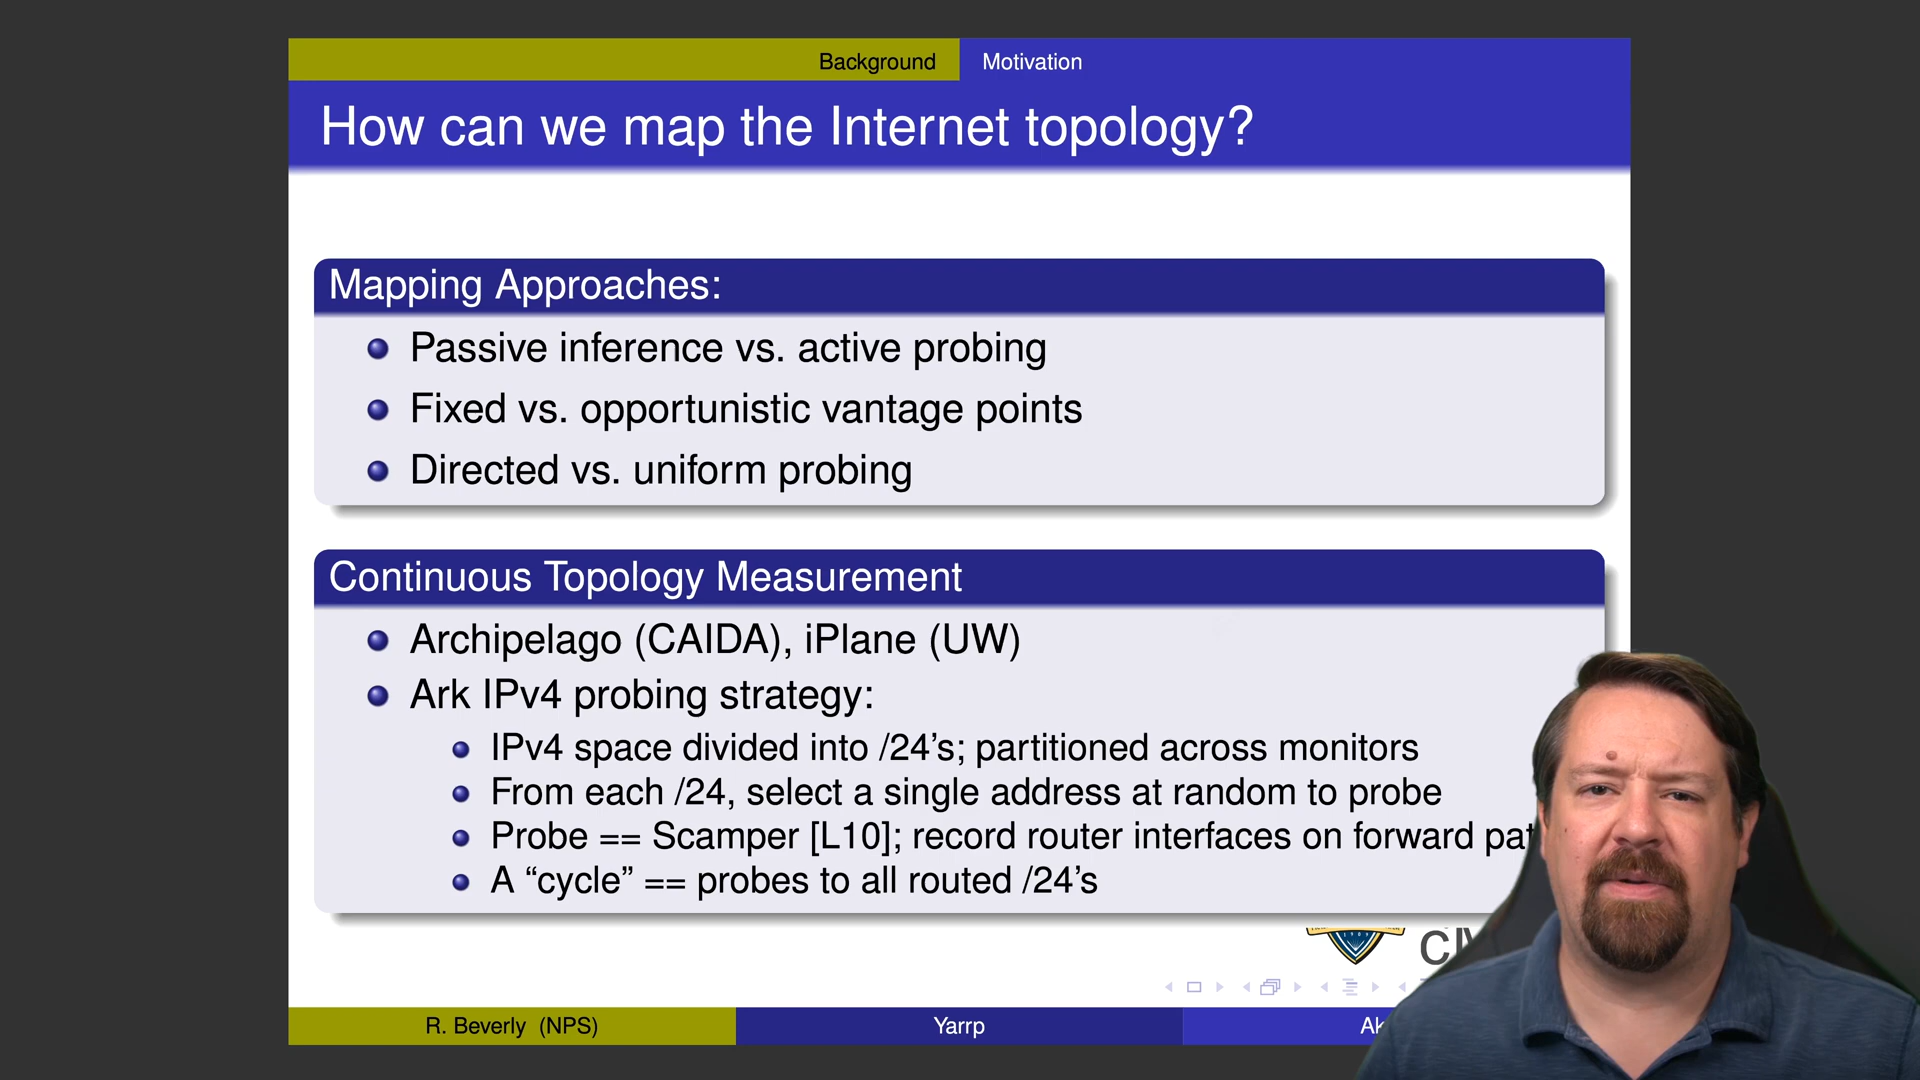 Background
Motivation
How can we map the Internet topology?
Mapping Approaches:
Passive inference vs. active probing
Fixed vs. opportunistic vantage points
Directed vs. uniform probing
Continuous Topology Measurement
Archipelago (CAIDA), iPlane (UW)
Ark IPv4 probing strategy:
IPv4 space divided into /24’s; partitioned across monitors
From each /24, select a single address at random to probe
Probe == Scamper [L10]; record router interfaces on forward
A “cycle” == probes to all routed /24’s
1909
R. Beverly (NPS)
Yarrp